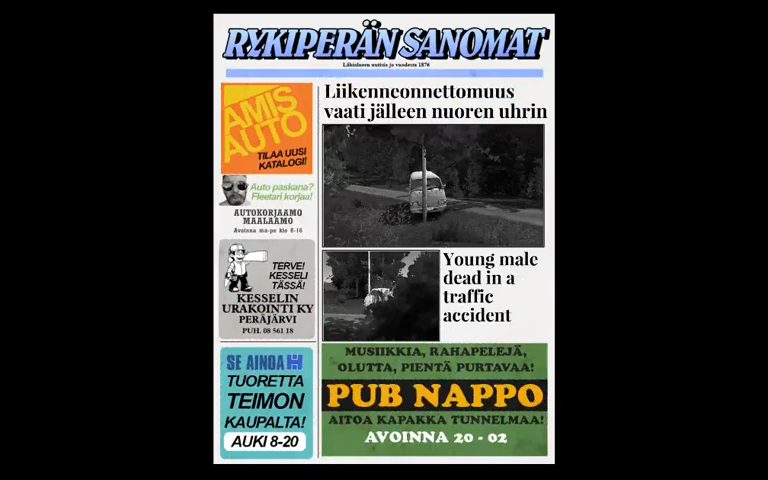 RYKIPERÄN SANOMAT
Lähialueen uutisia jo vuodesta 1876
AMIS
AUTO
TILAA UUSI
KATALOGI!
Auto paskana?
Fleetari korjaa!
AUTOKORJAAMO
MAALAAMO
Avoinna ma-pe klo 8-16
TERVE!
KESSELI
TÄSSÄ!
KESSELIN
URAKOINTI KY
PERÄJÄRVI
PUH. 08 561 18
SE AINOA
TUORETTA
TEIMON
KAUPALTA!
AUKI 8-20
Liikenneonnettomuus
vaati jälleen nuoren uhrin
Young male
dead in a
traffic
accident
MUSIIKKIA, RAHAPELEJÄ,
OLUTTA, PIENTÄ PURTAVAA!
PUB NAPPO
AITOA KAPAKKA TUNNELMAA!
AVOINNA 20 - 02